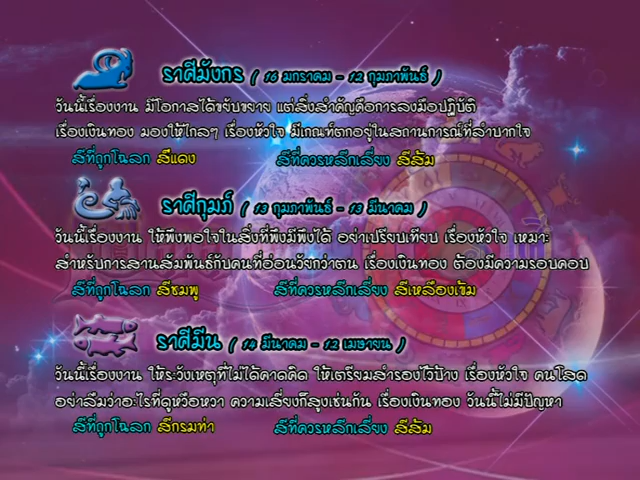 ราศีมังกร ( 16 มกราคม - 12 กุมภาพันธ์ )
วันนี้เรื่องงาน มีโอกาสได้ขยับขยาย แต่สิ่งสำคัญคือการลงมือปฏิบัติ
เรื่องเงินทอง มองให้ไกลๆ เรื่องหัวใจ มีเกณฑ์ตกอยู่ในสถานการณ์ที่ลำบากใจ
สีที่ถูกโฉลก สีแดง สีที่ควรหลีกเลี่ยง สีส้ม
ราศีกุมภ์ ( 13 กุมภาพันธ์ - 13 มีนาคม )
วันนี้เรื่องงาน ให้พึงพอใจในสิ่งที่พึงมีพึงได้ อย่าเปรียบเทียบ เรื่องหัวใจ เหมาะ
สำหรับการสานสัมพันธ์กับคนที่อ่อนวัยกว่าตน เรื่องเงินทอง ต้องมีความรอบคอบ
สีที่ถูกโฉลก สีชมพู สีที่ควรหลีกเลี่ยง สีเหลืองเข้ม
ราศีมีน ( 14 มีนาคม - 12 เมษายน )
วันนี้เรื่องงาน ให้ระวังเหตุที่ไม่ได้คาดคิด ให้เตรียมสำรองไว้บ้าง เรื่องหัวใจ คนโสด
อย่าลืมว่าอะไรที่ดูหวือหวา ความเสี่ยงก็สูงเช่นกัน เรื่องเงินทอง วันนี้ไม่มีปัญหา
สีที่ถูกโฉลก สีกรมท่า สีที่ควรหลีกเลี่ยง สีส้ม